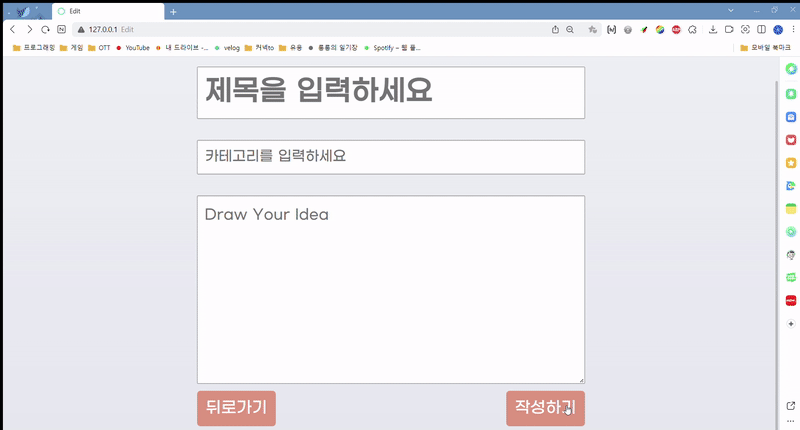 Edit
127.0.0.1 Edit
프로그래밍 게임 OTT YouTube 내 드라이브 -... velog 커넥to 유용 통통의 일기장 Spotify – 웹 플... 모바일 북마크
제목을 입력하세요
카테고리를 입력하세요
Draw Your Idea
뒤로가기 작성하기